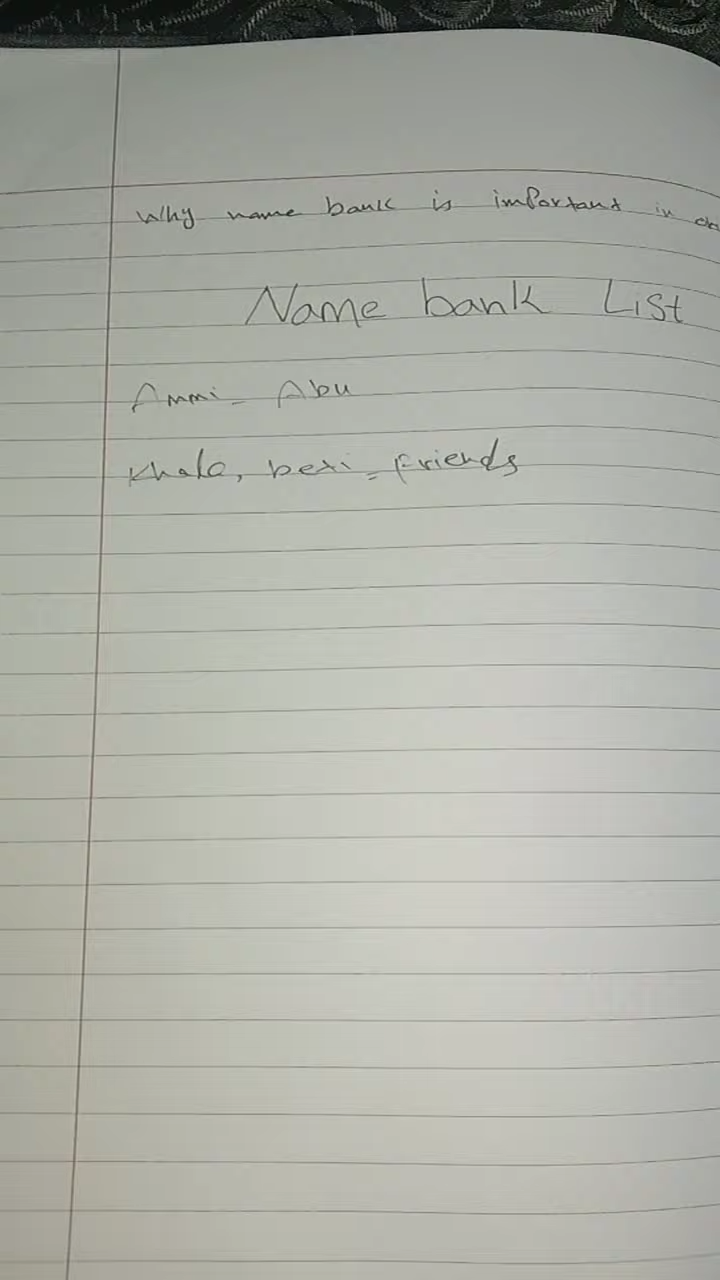 Why name bank is important in
Name bank List
Ammi - Abu
Khala, beti = friends